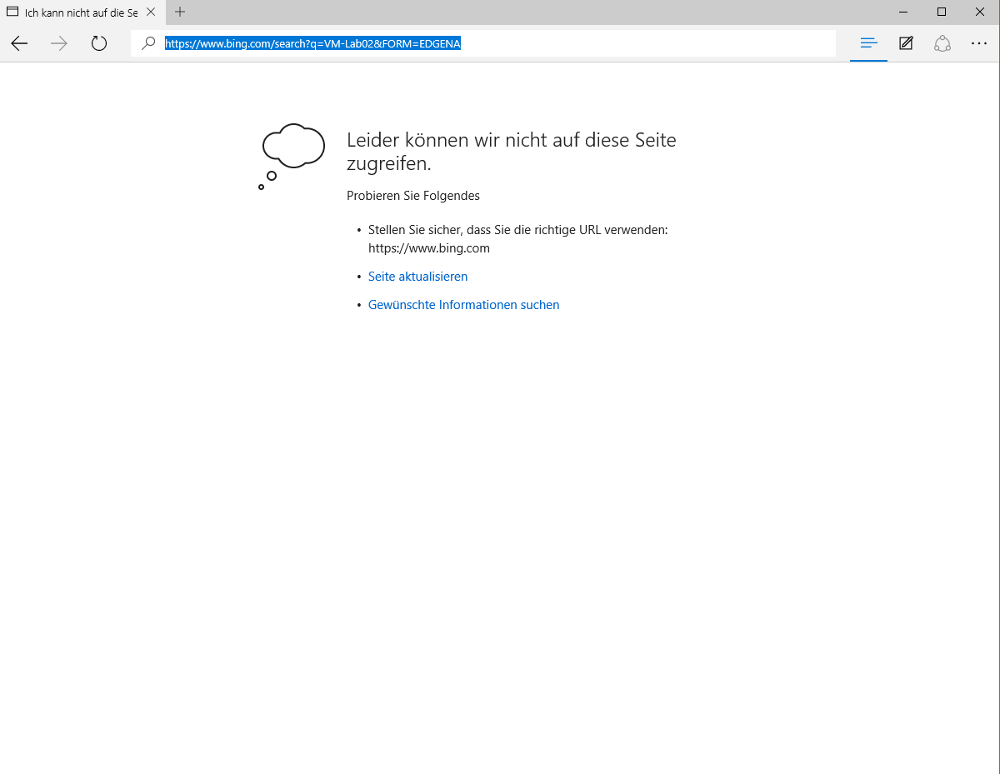 Ich kann nicht auf die Se
https://www.bing.com/search?q=VM-Lab02&FORM=EDGENA
Leider können wir nicht auf diese Seite
zugreifen.
Probieren Sie Folgendes
• Stellen Sie sicher, dass Sie die richtige URL verwenden:
https://www.bing.com
• Seite aktualisieren
• Gewünschte Informationen suchen